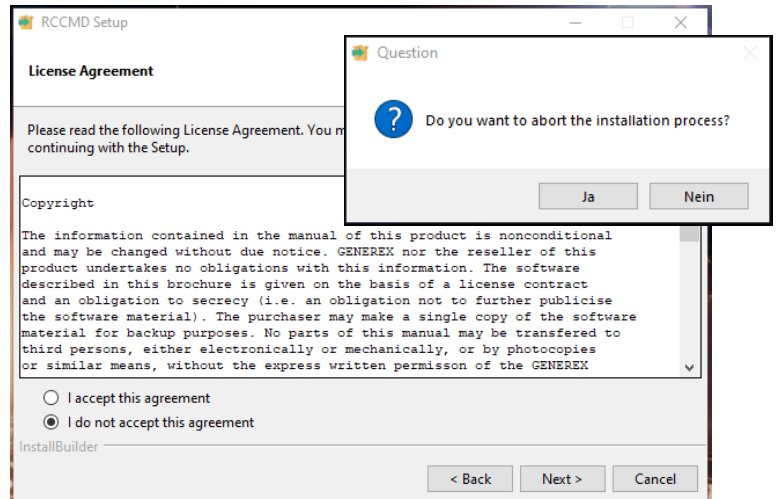 RCCMD Setup
License Agreement
Please read the following License Agreement. You m
continuing with the Setup.
Copyright
The information contained in the manual of this product is nonconditional
and may be changed without due notice. GENEREX nor the reseller of this
product undertakes no obligations with this information. The software
described in this brochure is given on the basis of a license contract
and an obligation to secrecy (i.e. an obligation not to further publicise
the software material). The purchaser may make a single copy of the software
material for backup purposes. No parts of this manual may be transfered to
third persons, either electronically or mechanically, or by photocopies
or similar means, without the express written permisson of the GENEREX
I accept this agreement
I do not accept this agreement
InstallBuilder
< Back Next > Cancel
Question
Do you want to abort the installation process?
Ja Nein